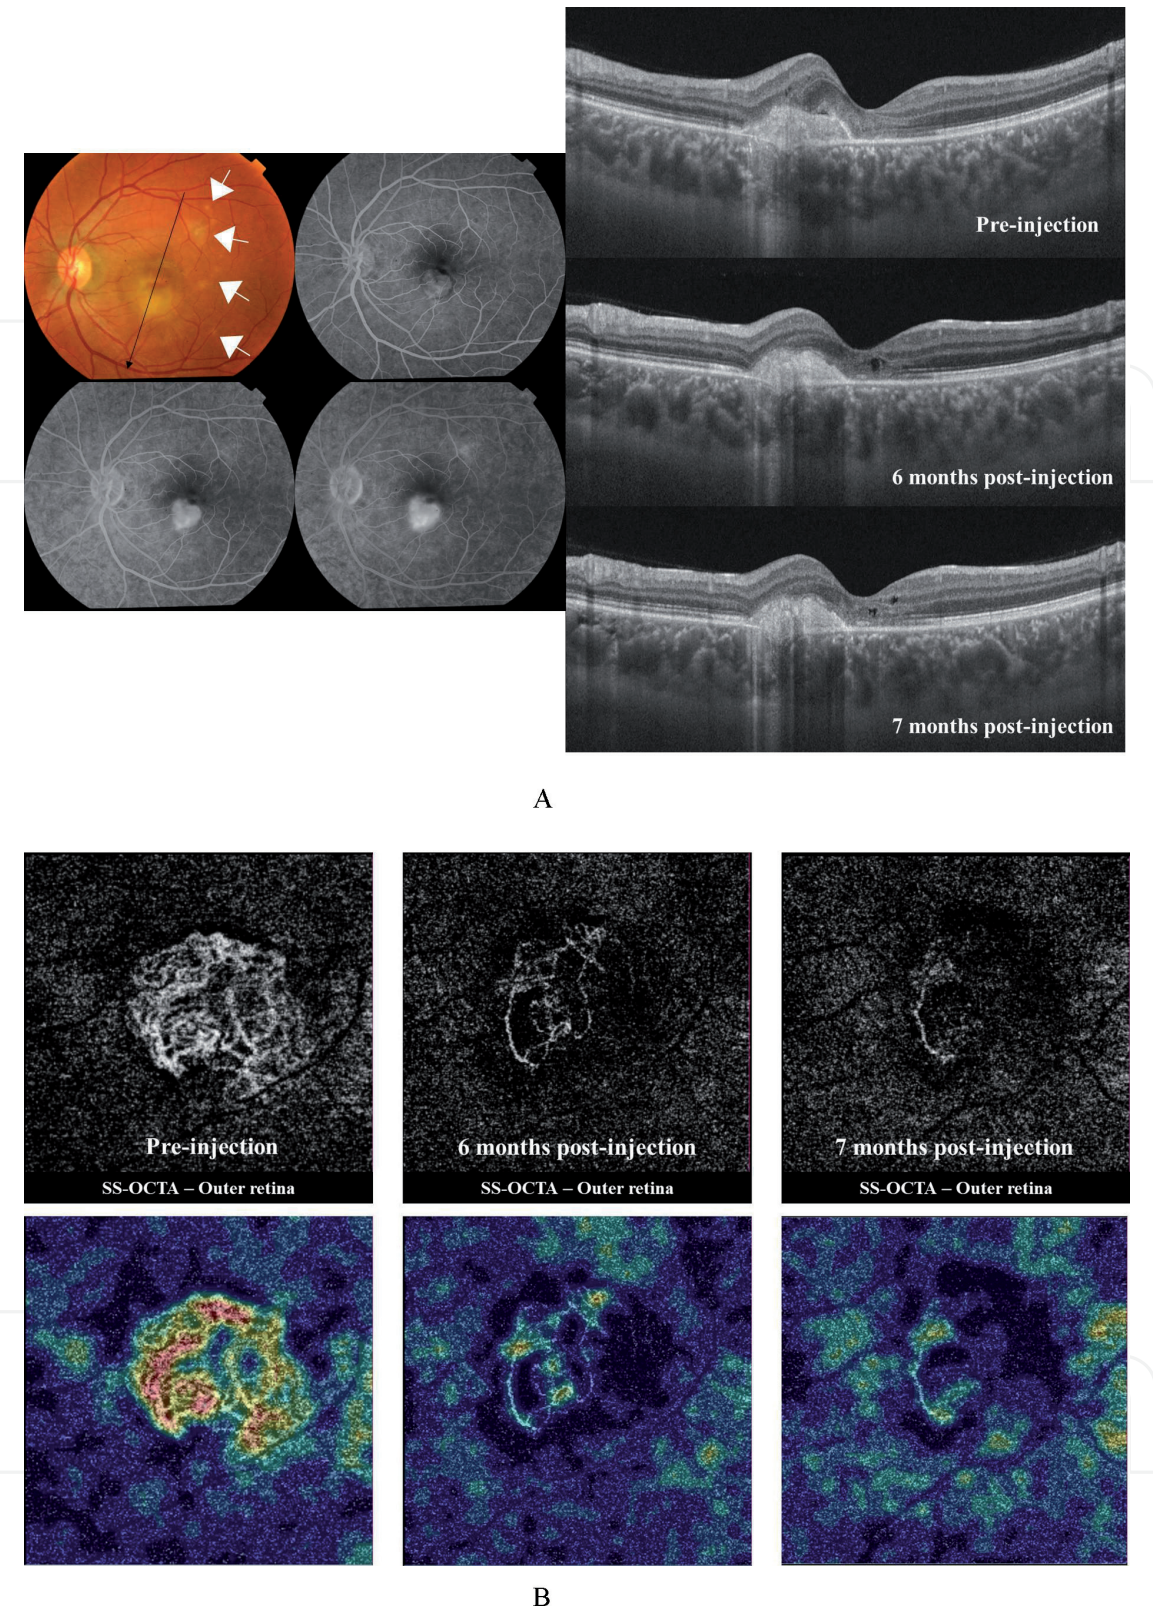 Pre-injection
6 months post-injection
7 months post-injection
A
Pre-injection
SS-OCTA – Outer retina
6 months post-injection
SS-OCTA – Outer retina
7 months post-injection
SS-OCTA – Outer retina
B